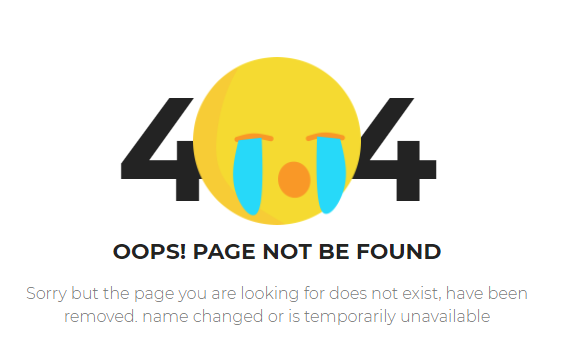 4 4
OOPS! PAGE NOT BE FOUND
Sorry but the page you are looking for does not exist, have been
removed. name changed or is temporarily unavailable